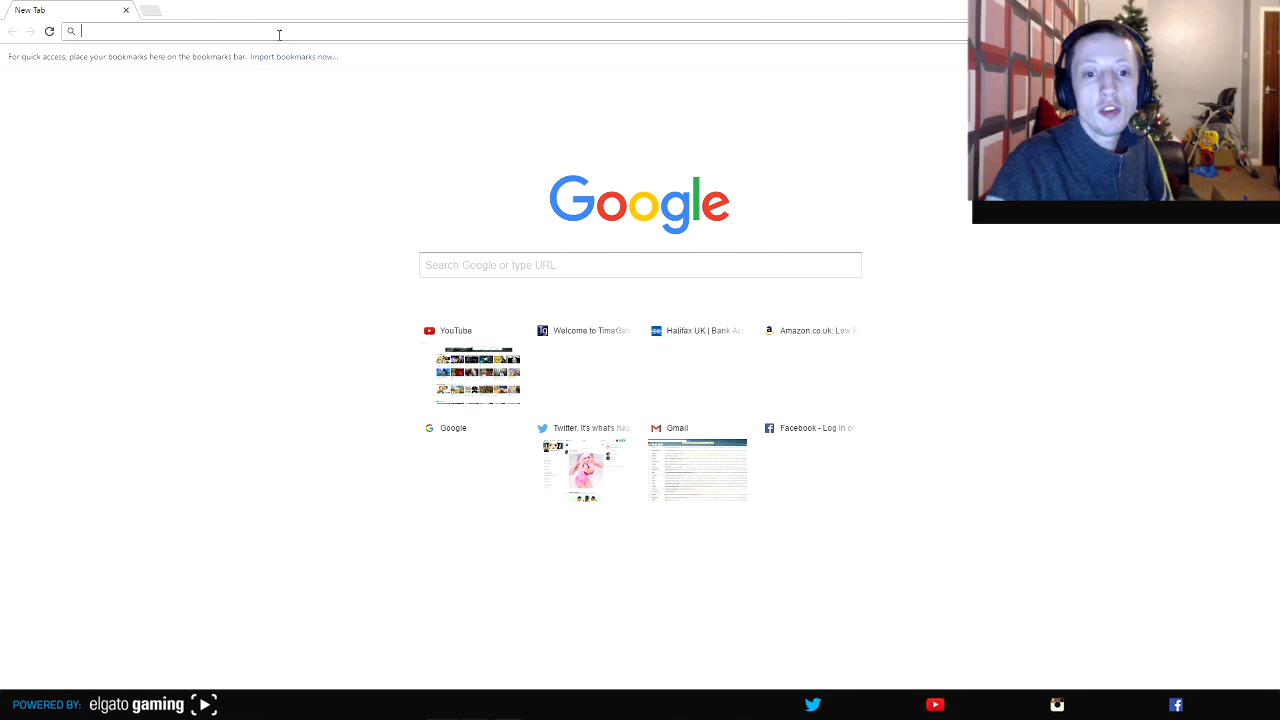 New Tab
For quick access, place your bookmarks here on the bookmarks bar. Import bookmarks now...
Google
Search Google or type URL
YouTube
Welcome to TimeGat
Halifax UK | Bank Acc
Amazon.co.uk: Low P
Google
Twitter. It's what's hap
Gmail
Facebook - Log In or
POWERED BY: elgato gaming